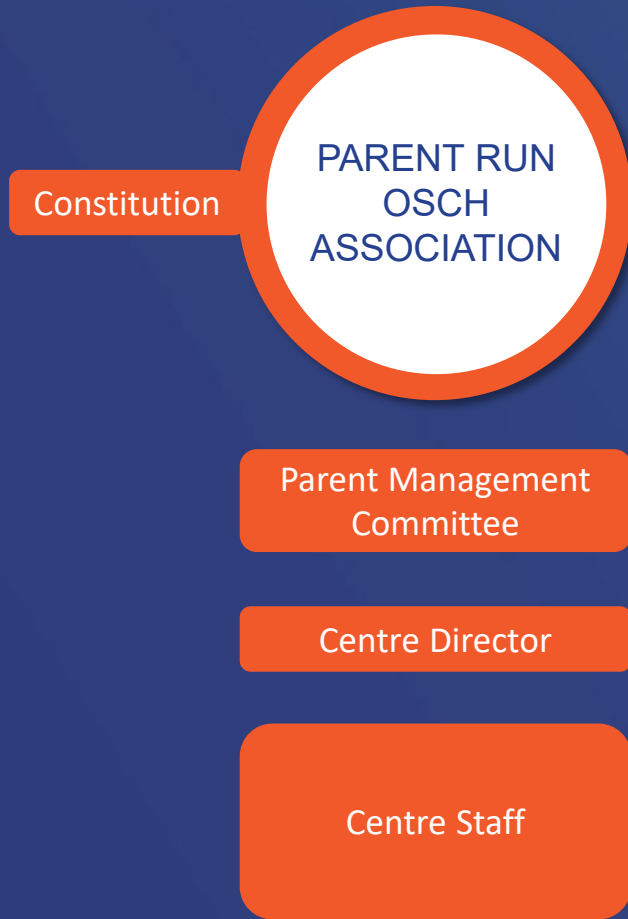 PARENT RUN
OSCH
ASSOCIATION
Constitution
Parent Management
Committee
Centre Director
Centre Staff